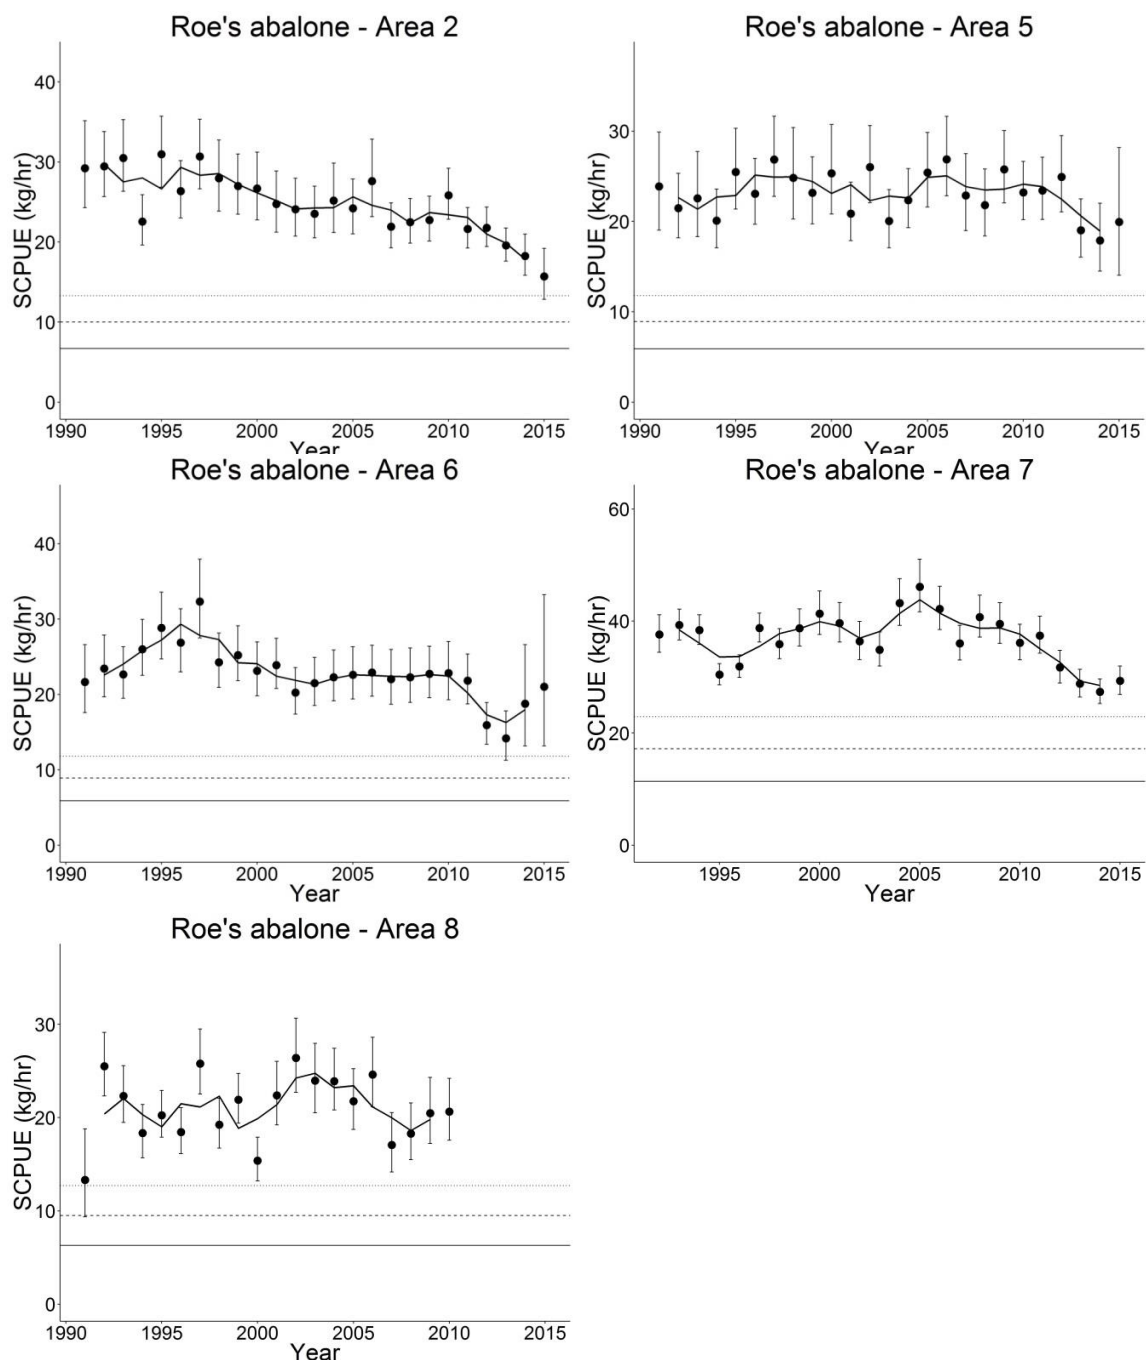 Roe's abalone - Area 2
SCPUE (kg/hr)
40
30
20
10
0
1990 1995 2000 2005 2010 2015
Year
Roe's abalone - Area 5
SCPUE (kg/hr)
30
20
10
0
1990 1995 2000 2005 2010 2015
Year
Roe's abalone - Area 6
SCPUE (kg/hr)
40
30
20
10
0
1990 1995 2000 2005 2010 2015
Year
Roe's abalone - Area 7
SCPUE (kg/hr)
60
40
20
0
1995 2000 2005 2010 2015
Year
Roe's abalone - Area 8
SCPUE (kg/hr)
30
20
10
0
1990 1995 2000 2005 2010 2015
Year